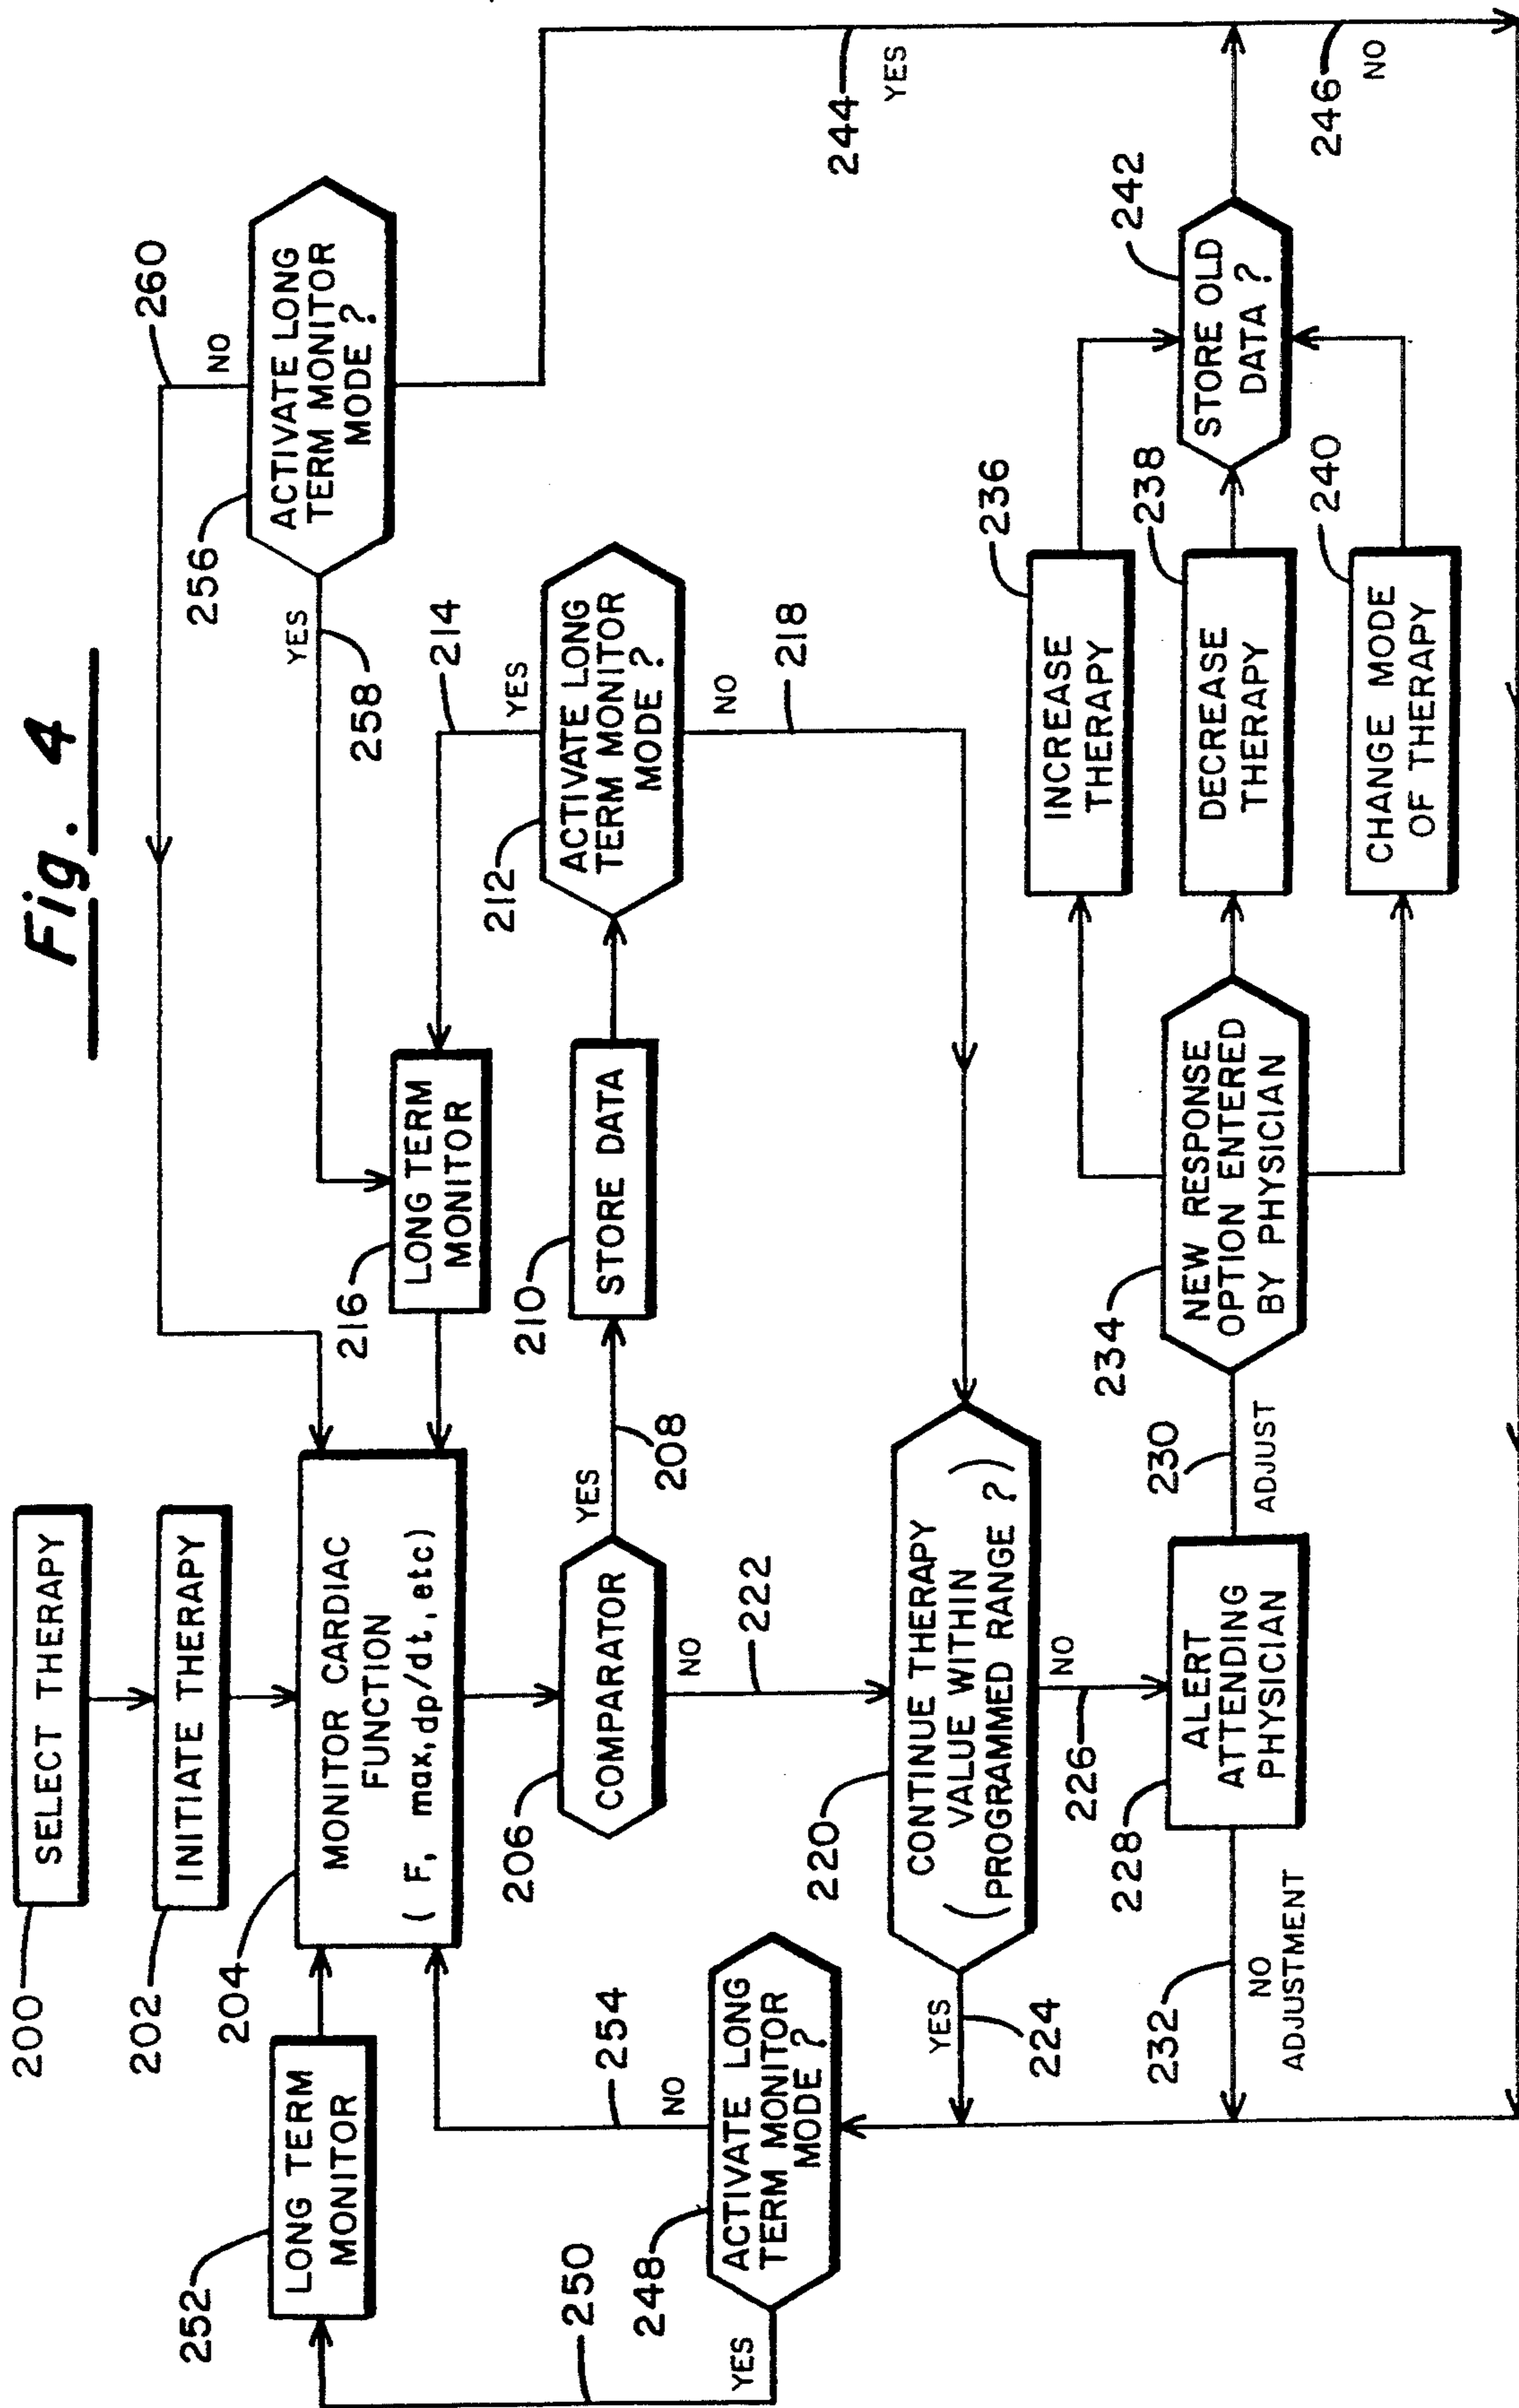 Fig. 4
200
SELECT THERAPY
202
INITIATE THERAPY
204
MONITOR CARDIAC
FUNCTION
( F, max, dp/dt, etc)
252
LONG TERM
MONITOR
216
LONG TERM
MONITOR
256
ACTIVATE LONG
TERM MONITOR
MODE ?
NO
260
YES
258
206
COMPARATOR
YES
208
NO
222
210
STORE DATA
212
ACTIVATE LONG
TERM MONITOR
MODE ?
YES
214
NO
218
248
ACTIVATE LONG
TERM MONITOR
MODE ?
YES
250
NO
254
220
CONTINUE THERAPY
( VALUE WITHIN )
( PROGRAMMED RANGE ? )
YES
224
NO
226
228
ALERT
ATTENDING
PHYSICIAN
232
NO
ADJUSTMENT
230
ADJUST
234
NEW RESPONSE
OPTION ENTERED
BY PHYSICIAN
236
INCREASE
THERAPY
238
DECREASE
THERAPY
240
CHANGE MODE
OF THERAPY
242
STORE OLD
DATA ?
244
YES
246
NO